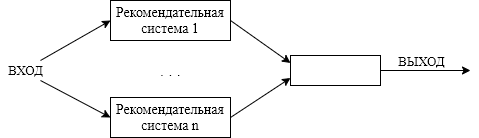 Рекомендательная
система 1
ВХОД
. . .
ВЫХОД
Рекомендательная
система n